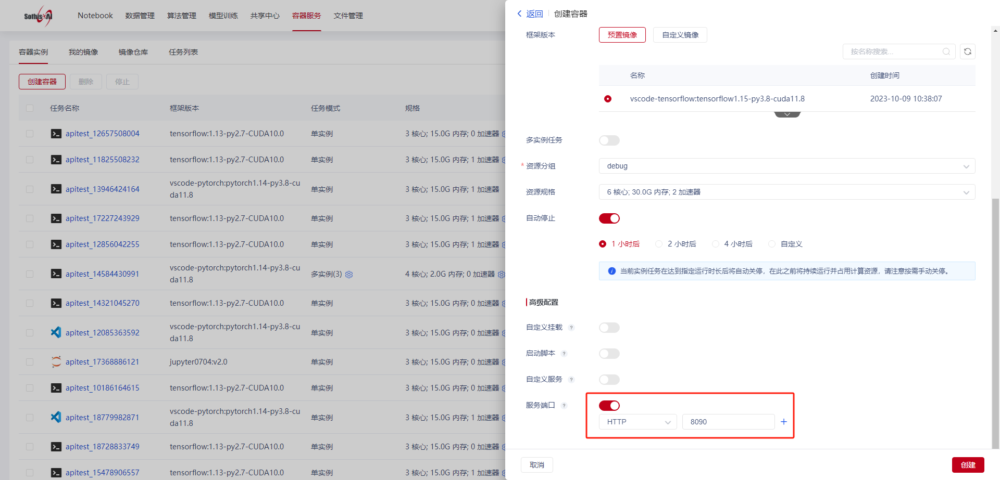 SothisAI
Notebook 数据管理 算法管理 模型训练 共享中心 容器服务 文件管理
容器实例 我的镜像 镜像仓库 任务列表
创建容器 删除 停止
任务名称 框架版本 任务模式 规格
apitest_12657508004 tensorflow:1.13-py2.7-CUDA10.0 单实例 3 核心; 15.0G 内存; 0 加速器
apitest_11825508232 tensorflow:1.13-py2.7-CUDA10.0 单实例 3 核心; 15.0G 内存; 1 加速器
apitest_13946424164 vscode-pytorch:pytorch1.14-py3.8-cu 单实例 3 核心; 15.0G 内存; 1 加速器
da11.8
apitest_17227243929 tensorflow:1.13-py2.7-CUDA10.0 单实例 3 核心; 15.0G 内存; 1 加速器
apitest_12856042255 tensorflow:1.13-py2.7-CUDA10.0 单实例 3 核心; 15.0G 内存; 1 加速器
apitest_14584430991 vscode-pytorch:pytorch1.14-py3.8-cu 多实例(3) 4 核心; 2.0G 内存; 0 加速器
da11.8
apitest_14321045270 tensorflow:1.13-py2.7-CUDA10.0 单实例 3 核心; 15.0G 内存; 0 加速器
apitest_12085363592 vscode-pytorch:pytorch1.14-py3.8-cu 单实例 3 核心; 15.0G 内存; 0 加速器
da11.8
apitest_17368886121 jupyter0704:v2.0 单实例 3 核心; 15.0G 内存; 0 加速器
apitest_10186164615 tensorflow:1.13-py2.7-CUDA10.0 单实例 3 核心; 15.0G 内存; 0 加速器
apitest_18779982871 vscode-pytorch:pytorch1.14-py3.8-cu 单实例 3 核心; 15.0G 内存; 1 加速器
da11.8
apitest_18728833749 tensorflow:1.13-py2.7-CUDA10.0 单实例 3 核心; 15.0G 内存; 0 加速器
apitest_15478906557 tensorflow:1.13-py2.7-CUDA10.0 单实例 3 核心; 15.0G 内存; 1 加速器
返回 创建容器
框架版本 预置镜像 自定义镜像
按名称搜索...
名称 创建时间
vscode-tensorflow:tensorflow1.15-py3.8-cuda11.8 2023-10-09 10:38:07
多实例任务
* 资源分组 debug
资源规格 6 核心; 30.0G 内存; 2 加速器
自动停止
1 小时后 2 小时后 4 小时后 自定义
当前实例任务在达到指定运行时长后将自动关停，在此之前将持续运行并占用计算资源，请注意按需手动关停。
高级配置
自定义挂载 ?
启动脚本 ?
自定义服务 ?
服务端口 ?
HTTP 8090 +
取消 创建